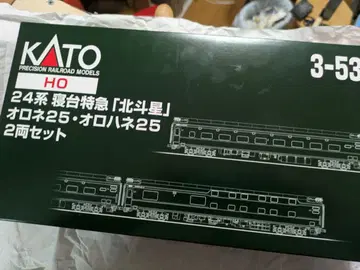 KATO
PRECISION RAILROAD MODELS
HO
3-53
24系 寝台特急「北斗星」
オロネ25・オロハネ25
2両セット